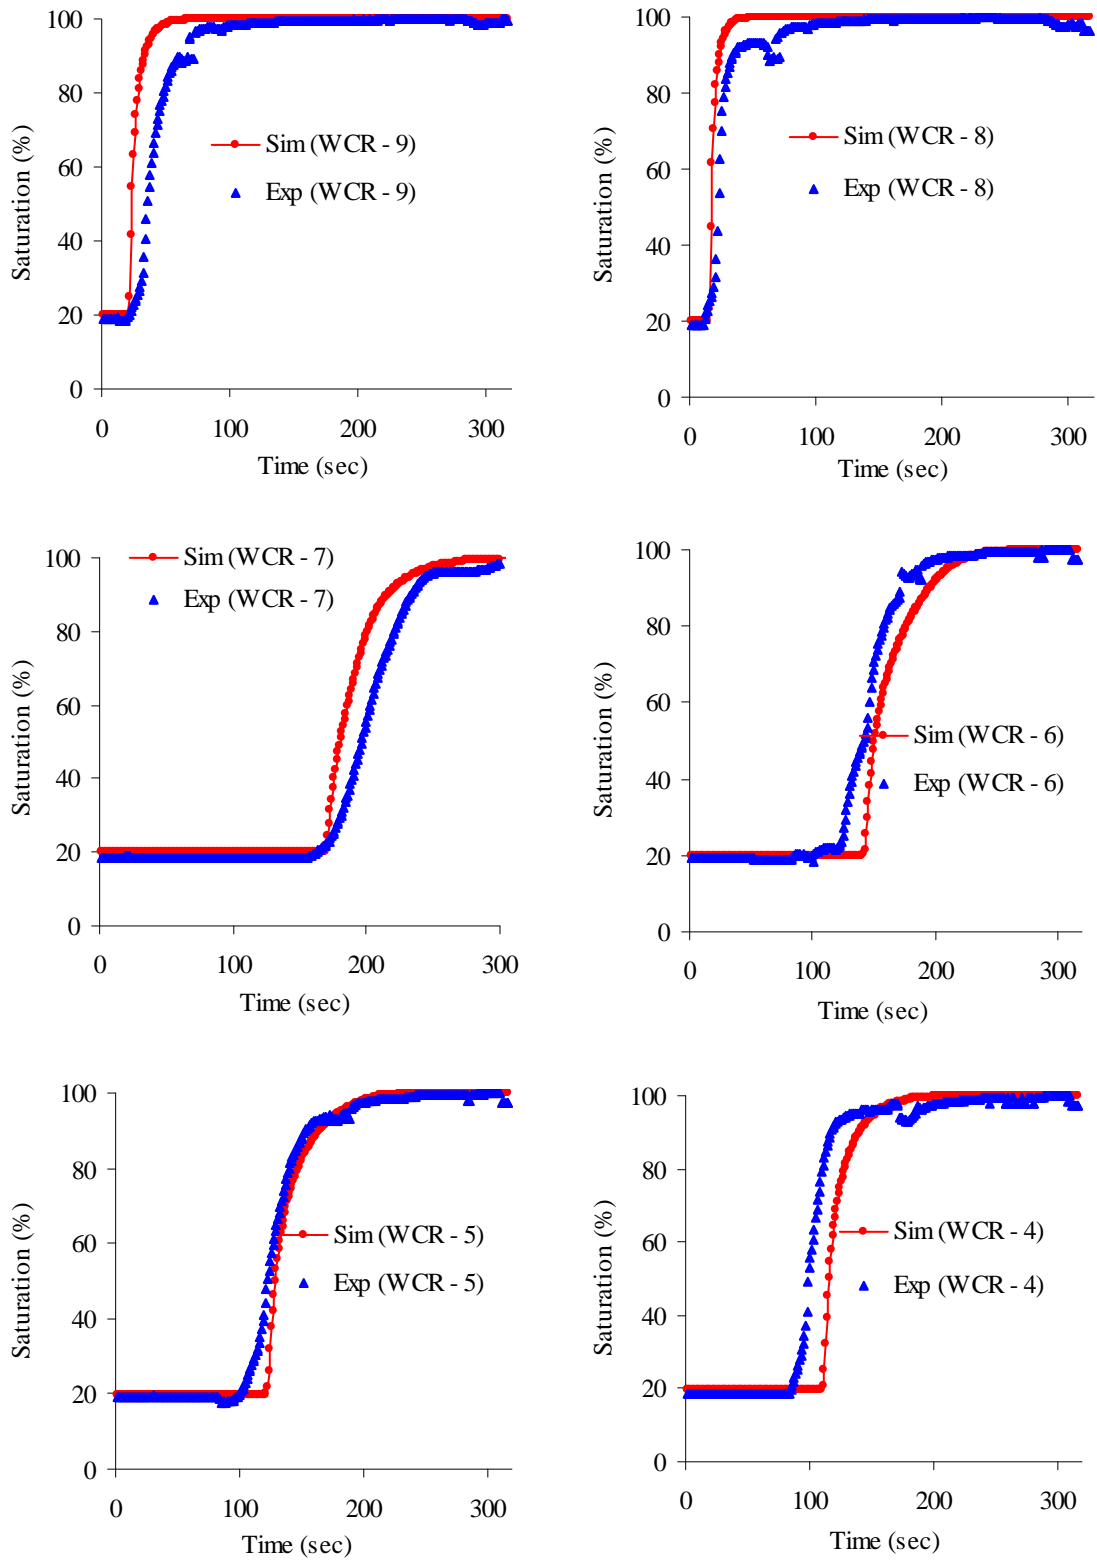 100
80
60
40
20
0
Saturation (%)
Sim (WCR - 9)
Exp (WCR - 9)
0 100 200 300
Time (sec)
100
80
60
40
20
0
Saturation (%)
Sim (WCR - 8)
Exp (WCR - 8)
0 100 200 300
Time (sec)
100
80
60
40
20
0
Saturation (%)
Sim (WCR - 7)
Exp (WCR - 7)
0 100 200 300
Time (sec)
100
80
60
40
20
0
Saturation (%)
Sim (WCR - 6)
Exp (WCR - 6)
0 100 200 300
Time (sec)
100
80
60
40
20
0
Saturation (%)
Sim (WCR - 5)
Exp (WCR - 5)
0 100 200 300
Time (sec)
100
80
60
40
20
0
Saturation (%)
Sim (WCR - 4)
Exp (WCR - 4)
0 100 200 300
Time (sec)